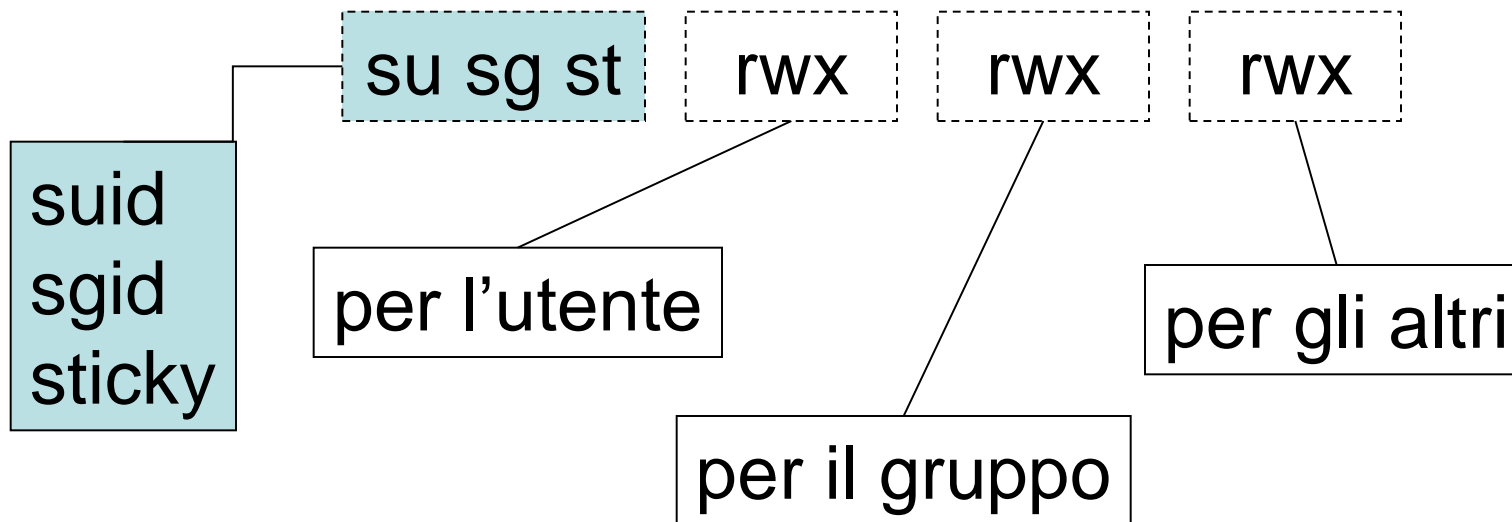 su sg st rwx rwx rwx
suid
sgid
sticky
per l’utente
per gli altri
per il gruppo